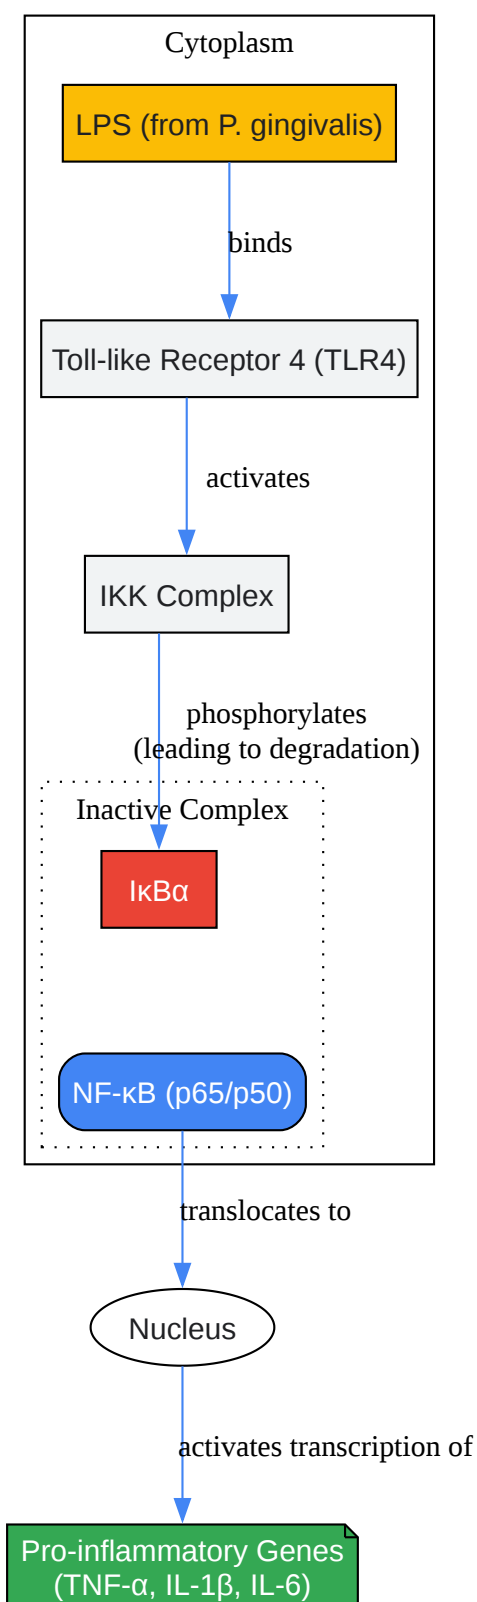 Cytoplasm
LPS (from P. gingivalis)
binds
Toll-like Receptor 4 (TLR4)
activates
IKK Complex
phosphorylates
(leading to degradation)
Inactive Complex
IκBα
NF-κB (p65/p50)
translocates to
Nucleus
activates transcription of
Pro-inflammatory Genes
(TNF-α, IL-1β, IL-6)